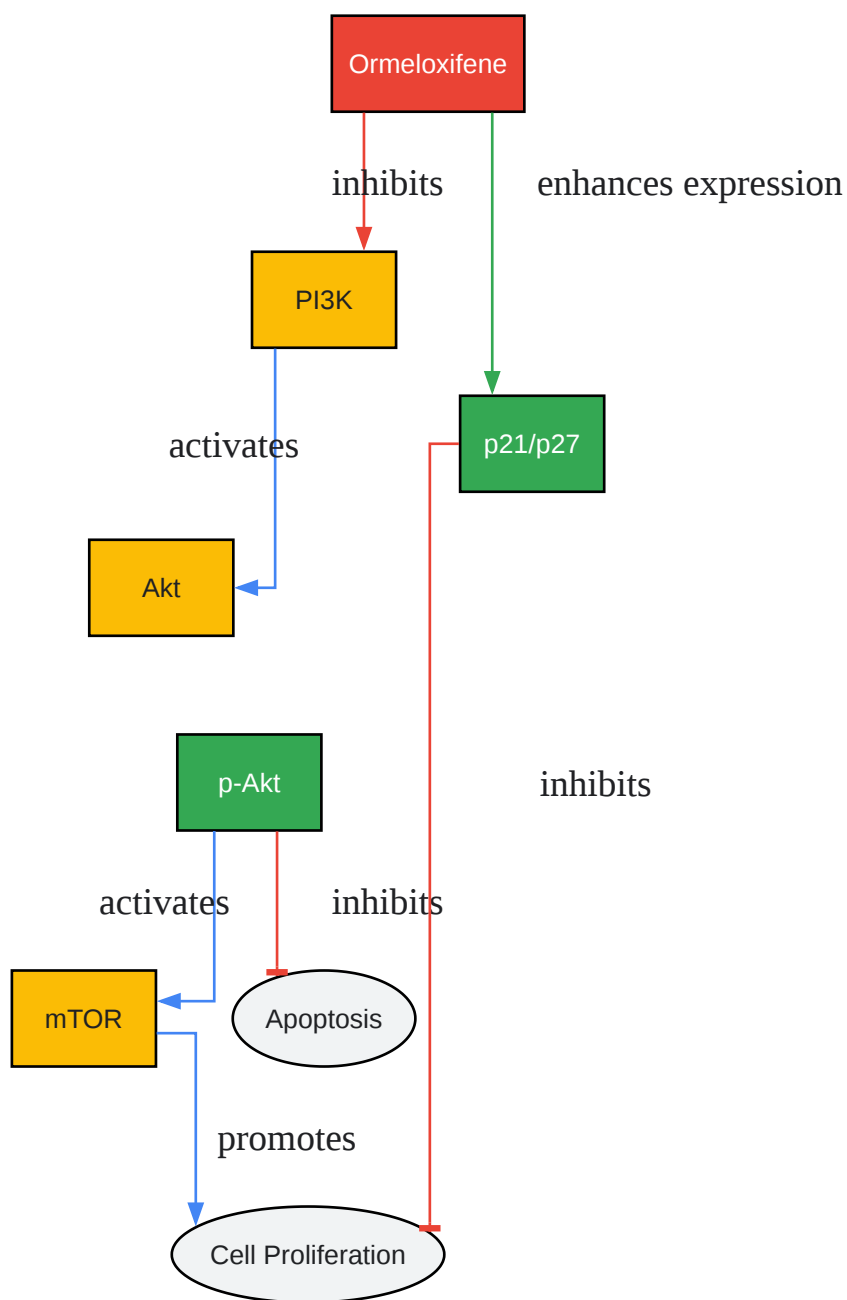 Ormeloxifene
inhibits
enhances expression
PI3K
activates
p21/p27
Akt
p-Akt
inhibits
activates
inhibits
mTOR
Apoptosis
promotes
Cell Proliferation